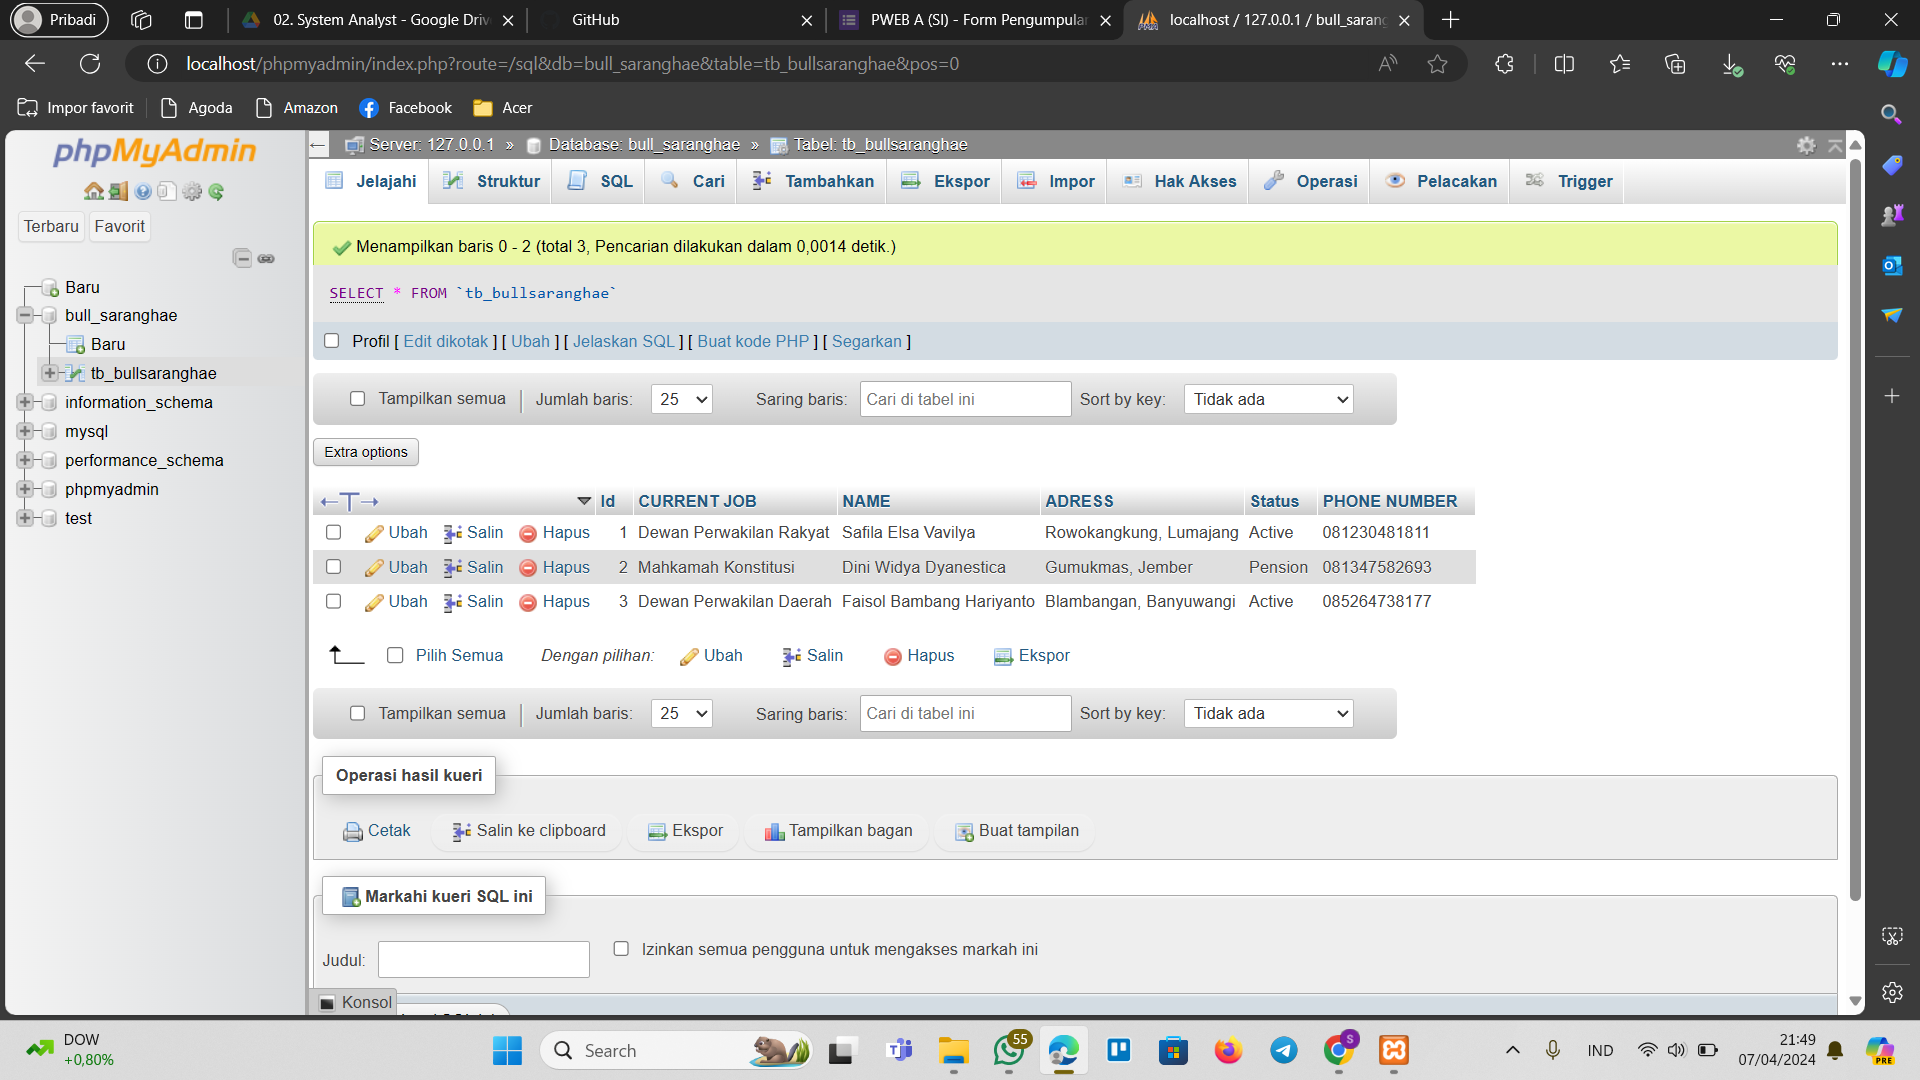 Pribadi
02. System Analyst - Google Driv
GitHub
PWEB A (SI) - Form Pengumpular
localhost / 127.0.0.1 / bull_sarang
localhost/phpmyadmin/index.php?route=/sql&db=bull_saranghae&table=tb_bullsaranghae&pos=0
Impor favorit
Agoda
Amazon
Facebook
Acer
phpMyAdmin
Terbaru
Favorit
Baru
bull_saranghae
Baru
tb_bullsaranghae
information_schema
mysql
performance_schema
phpmyadmin
test
Server: 127.0.0.1 » Database: bull_saranghae » Tabel: tb_bullsaranghae
Jelajahi Struktur SQL Cari Tambahkan Ekspor Impor Hak Akses Operasi Pelacakan Trigger
Menampilkan baris 0 - 2 (total 3, Pencarian dilakukan dalam 0,0014 detik.)
SELECT * FROM `tb_bullsaranghae`
Profil [ Edit dikotak ] [ Ubah ] [ Jelaskan SQL ] [ Buat kode PHP ] [ Segarkan ]
Tampilkan semua Jumlah baris: 25 Saring baris: Cari di tabel ini Sort by key: Tidak ada
Extra options
Id CURRENT JOB NAME ADRESS Status PHONE NUMBER
Ubah Salin Hapus 1 Dewan Perwakilan Rakyat Safila Elsa Vavilya Rowokangkung, Lumajang Active 081230481811
Ubah Salin Hapus 2 Mahkamah Konstitusi Dini Widya Dyanestica Gumukmas, Jember Pension 081347582693
Ubah Salin Hapus 3 Dewan Perwakilan Daerah Faisol Bambang Hariyanto Blambangan, Banyuwangi Active 085264738177
Pilih Semua Dengan pilihan: Ubah Salin Hapus Ekspor
Tampilkan semua Jumlah baris: 25 Saring baris: Cari di tabel ini Sort by key: Tidak ada
Operasi hasil kueri
Cetak Salin ke clipboard Ekspor Tampilkan bagan Buat tampilan
Markahi kueri SQL ini
Judul: Izinkan semua pengguna untuk mengakses markah ini
Konsol
DOW
+0,80%
Search
55
S
IND
21:49
07/04/2024
PRE